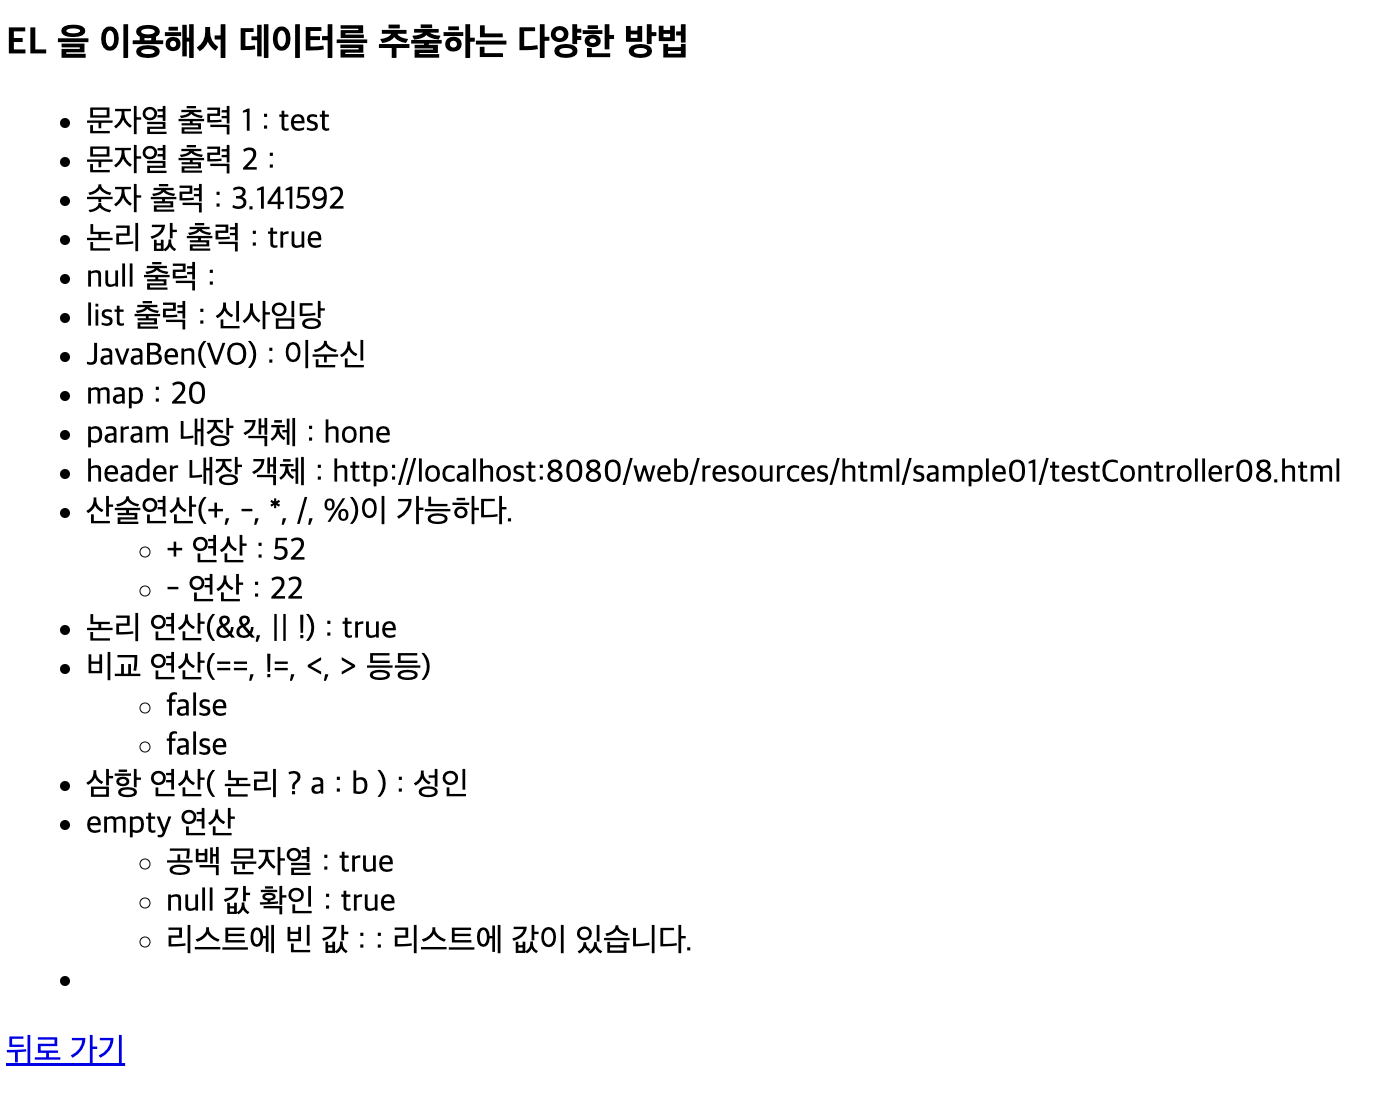 EL 을 이용해서 데이터를 추출하는 다양한 방법
문자열 출력 1 : test
문자열 출력 2 :
숫자 출력 : 3.141592
논리 값 출력 : true
null 출력 :
list 출력 : 신사임당
JavaBen(VO) : 이순신
map : 20
param 내장 객체 : hone
header 내장 객체 : http://localhost:8080/web/resources/html/sample01/testController08.html
산술연산(+, -, *, /, %)이 가능하다.
+ 연산 : 52
- 연산 : 22
논리 연산(&&, || !) : true
비교 연산(==, !=, <, > 등등)
false
false
삼항 연산( 논리 ? a : b ) : 성인
empty 연산
공백 문자열 : true
null 값 확인 : true
리스트에 빈 값 : : 리스트에 값이 있습니다.
뒤로 가기